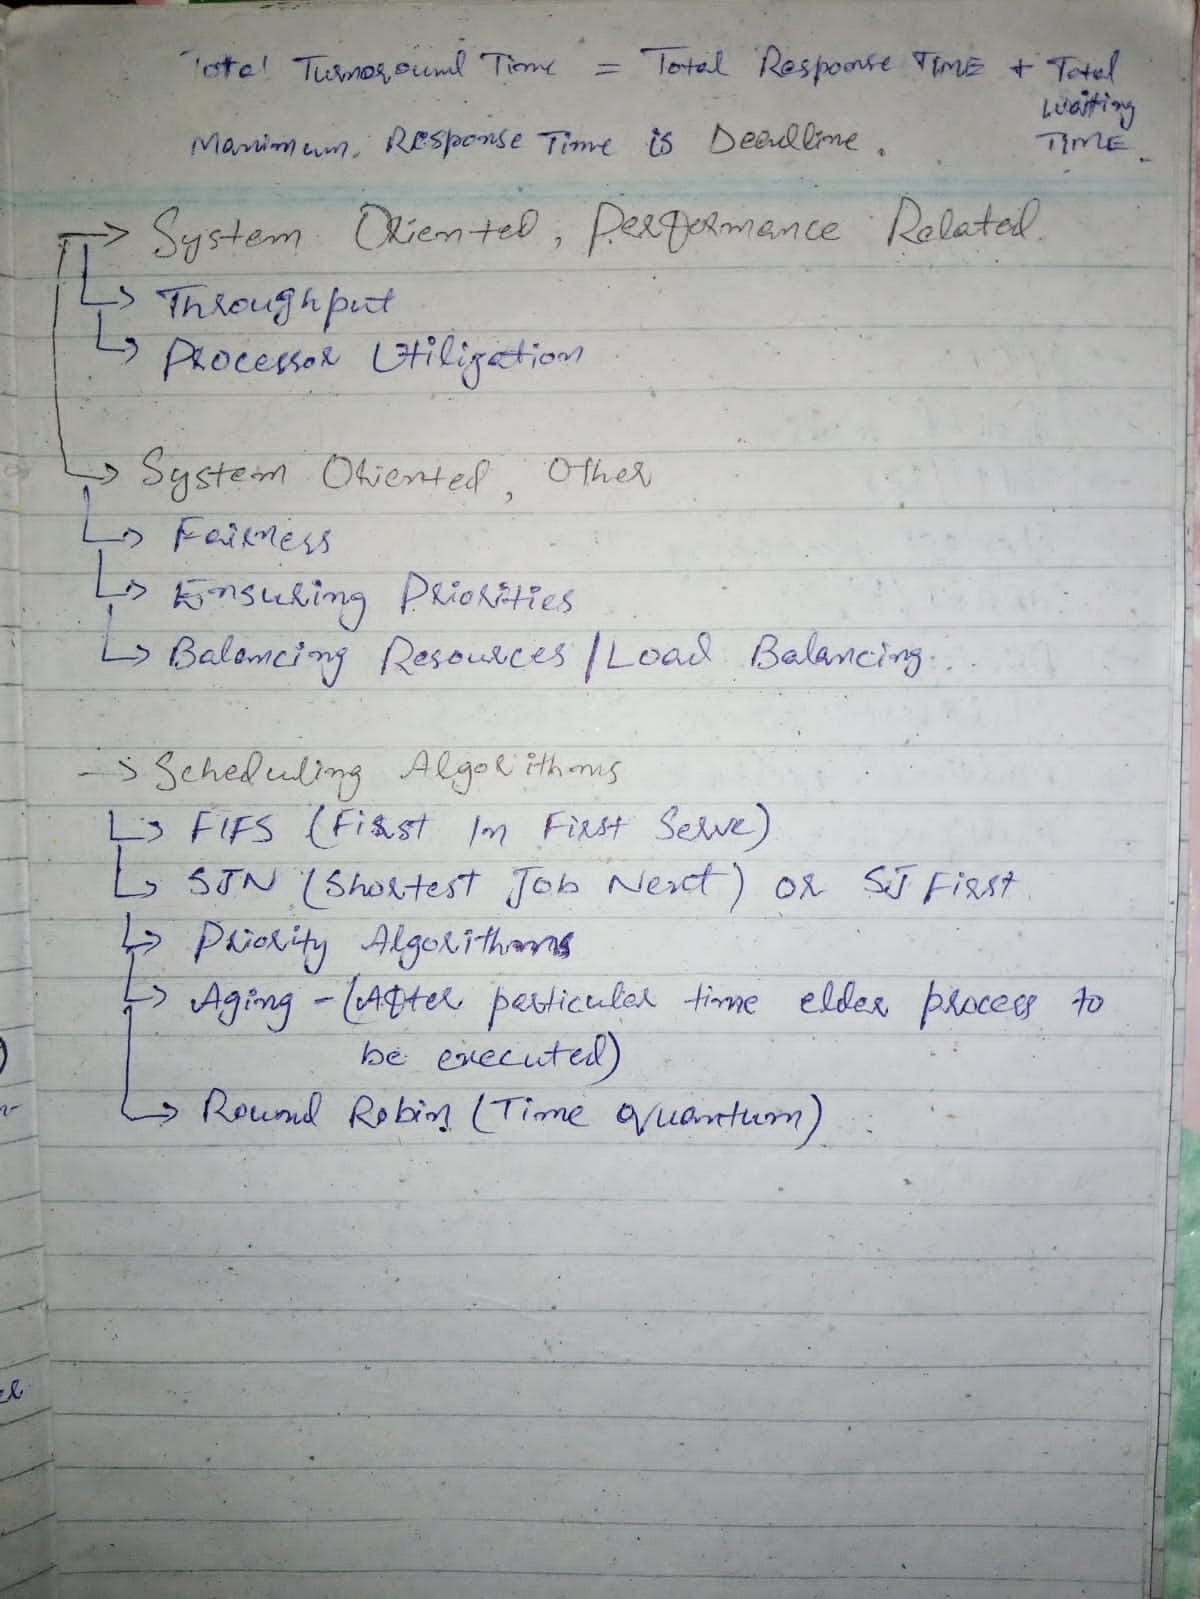 Total Turnaround Time = Total Response TIME + Total
Waiting
TIME.
Maximum. Response Time is Deadline.
→ System Oriented, Performance Related.
↳ Throughput
↳ Processor Utilization
↳ System Oriented, Other
↳ Fairness
↳ Ensuring Priorities
↳ Balancing Resources / Load Balancing.
→ Scheduling Algorithms
↳ FIFS (First In First Serve)
↳ SJN (Shortest Job Next) or SJ First
↳ Priority Algorithms
↳ Aging - (After particular time elder process to
be executed)
↳ Round Robin (Time quantum)